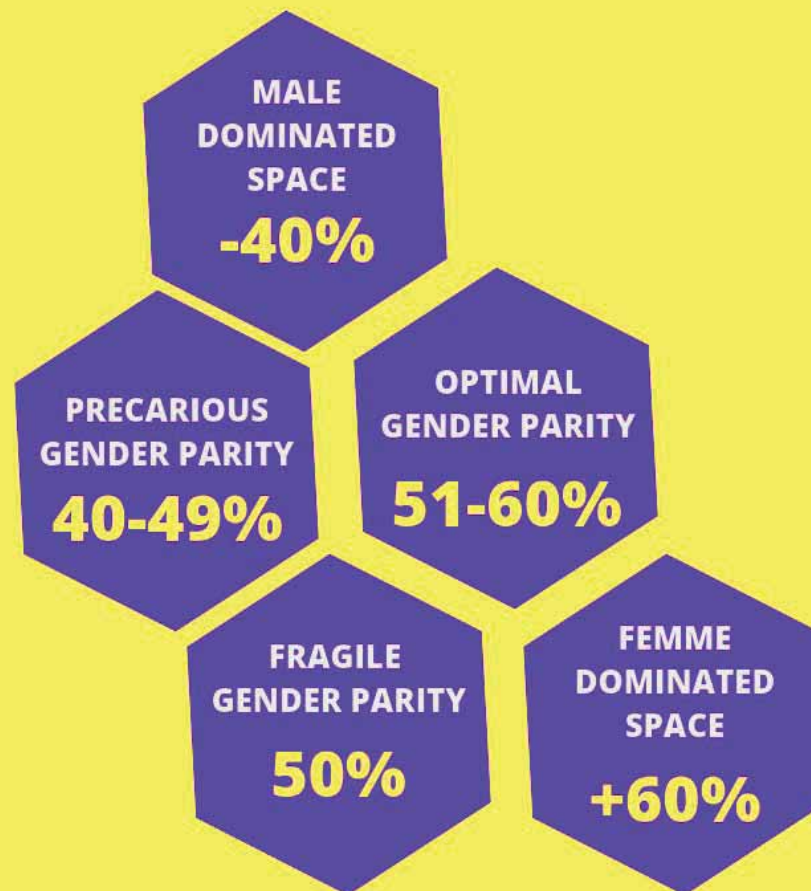 MALE
DOMINATED
SPACE
-40%
PRECARIOUS
GENDER PARITY
40-49%
OPTIMAL
GENDER PARITY
51-60%
FRAGILE
GENDER PARITY
50%
FEMME
DOMINATED
SPACE
+60%